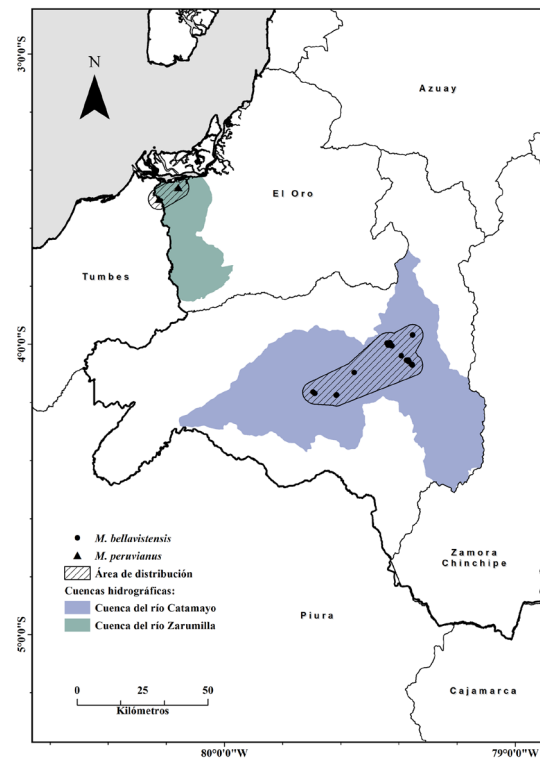 3°0'0"S
N
Azuay
El Oro
Tumbes
4°0'0"S
M. bellavistensis
M. peruvianus
Área de distribución
Cuencas hidrográficas:
Cuenca del río Catamayo
Cuenca del río Zarumilla
Zamora
Chinchipe
Piura
5°0'0"S
Cajamarca
0 25 50
Kilómetros
80°0'0"W 79°0'0"W